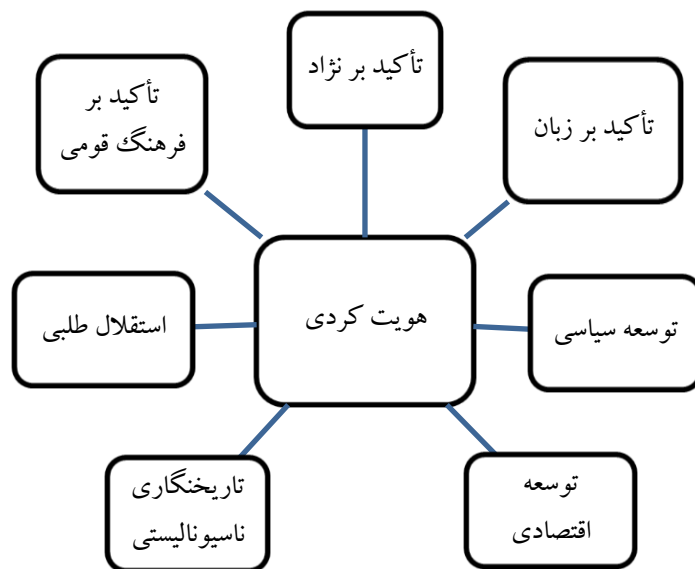 تأکید بر نژاد
تأکید بر زبان
تأکید بر
فرهنگ قومی
هویت کردی
توسعه سیاسی
استقلال طلبی
توسعه
اقتصادی
تاریخنگاری
ناسیونالیستی